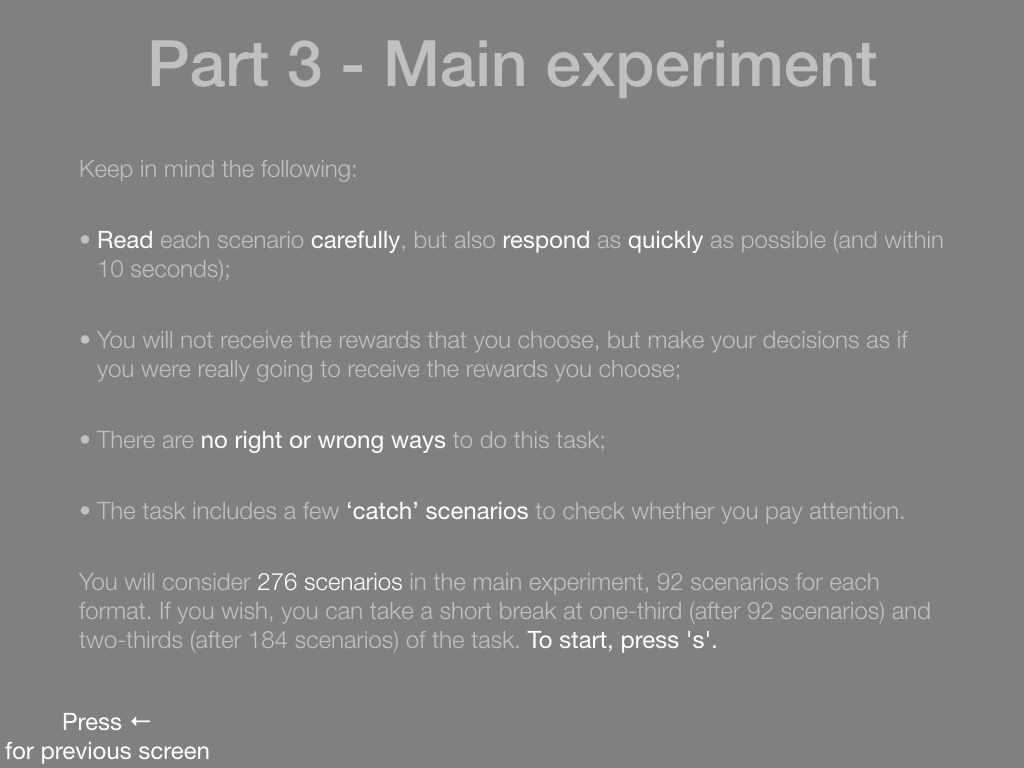 Part 3 - Main experiment
Keep in mind the following:
• Read each scenario carefully, but also respond as quickly as possible (and within
10 seconds);
• You will not receive the rewards that you choose, but make your decisions as if
you were really going to receive the rewards you choose;
• There are no right or wrong ways to do this task;
• The task includes a few ‘catch’ scenarios to check whether you pay attention.
You will consider 276 scenarios in the main experiment, 92 scenarios for each
format. If you wish, you can take a short break at one-third (after 92 scenarios) and
two-thirds (after 184 scenarios) of the task. To start, press 's'.
Press ←
for previous screen